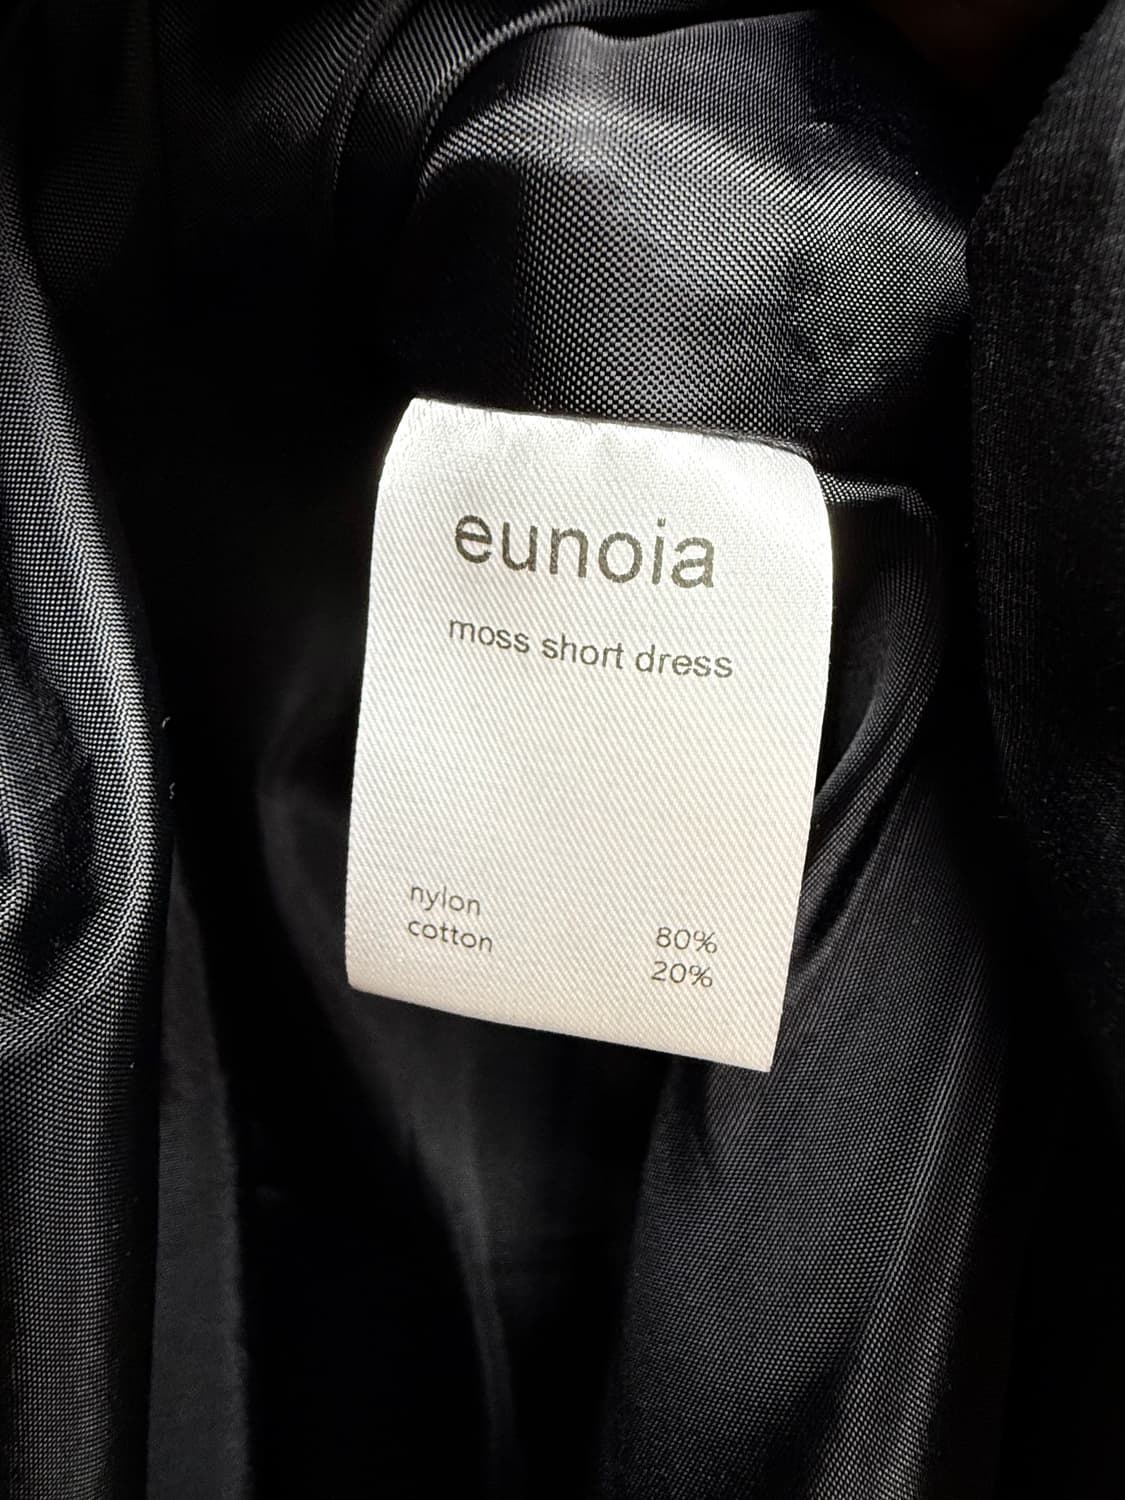 eunoia
moss short dress
nylon 80%
cotton 20%